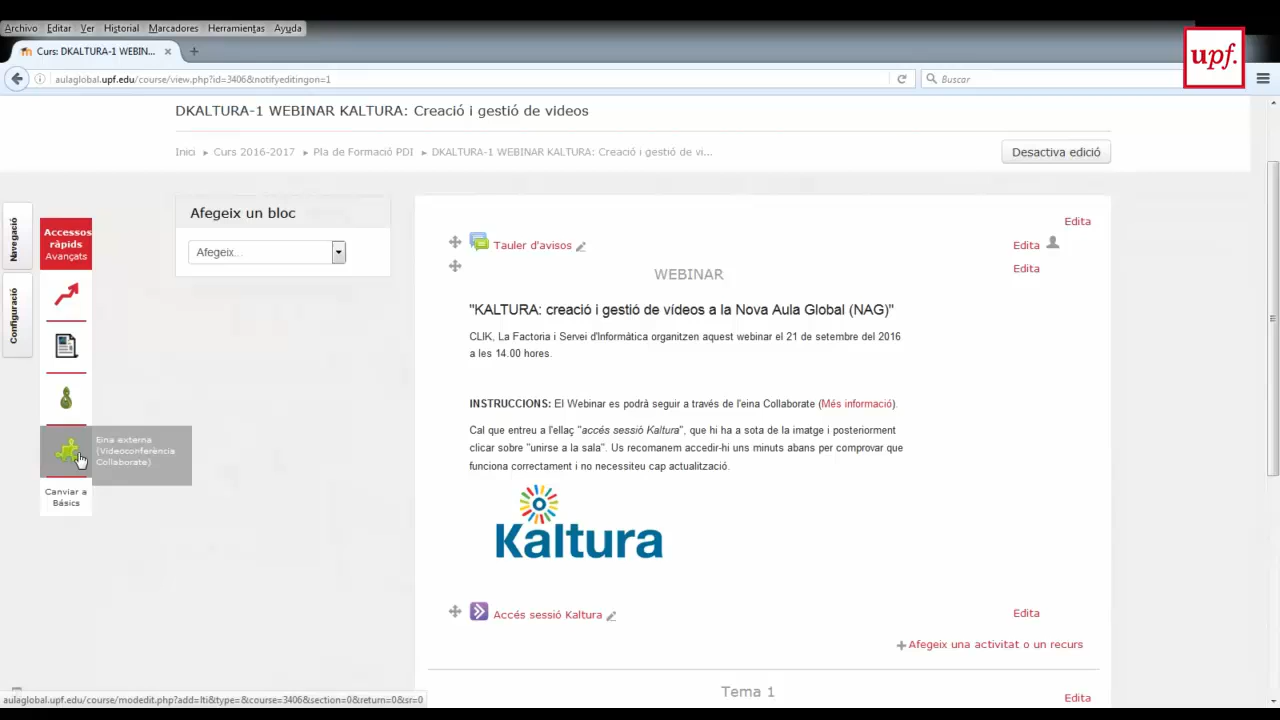 Archivo Editar Ver Historial Marcadores Herramientas Ayuda
Curs: DKALTURA-1 WEBIN...
aulaglobal.upf.edu/course/view.php?id=3406&notifyeditingon=1
Buscar
upf.
DKALTURA-1 WEBINAR KALTURA: Creació i gestió de videos
Inici ► Curs 2016-2017 ► Pla de Formació PDI ► DKALTURA-1 WEBINAR KALTURA: Creació i gestió de vi...
Desactiva edició
Navegació
Configuració
Accessos
ràpids
Avançats
Eina externa
(Videoconferència
Collaborate)
Canviar a
Bàsics
Afegeix un bloc
Afegeix...
Edita
Tauler d'avisos
Edita
WEBINAR
Edita
"KALTURA: creació i gestió de vídeos a la Nova Aula Global (NAG)"
CLIK, La Factoria i Servei d'Informàtica organitzen aquest webinar el 21 de setembre del 2016
a les 14.00 hores.
INSTRUCCIONS: El Webinar es podrà seguir a través de l'eina Collaborate (Més informació).
Cal que entreu a l'ellaç "accés sessió Kaltura", que hi ha a sota de la imatge i posteriorment
clicar sobre "unirse a la sala". Us recomanem accedir-hi uns minuts abans per comprovar que
funciona correctament i no necessiteu cap actualització.
Kaltura
Accés sessió Kaltura
Edita
Afegeix una activitat o un recurs
Tema 1
Edita
aulaglobal.upf.edu/course/modedit.php?add=lti&type=&course=3406&section=0&return=0&sr=0